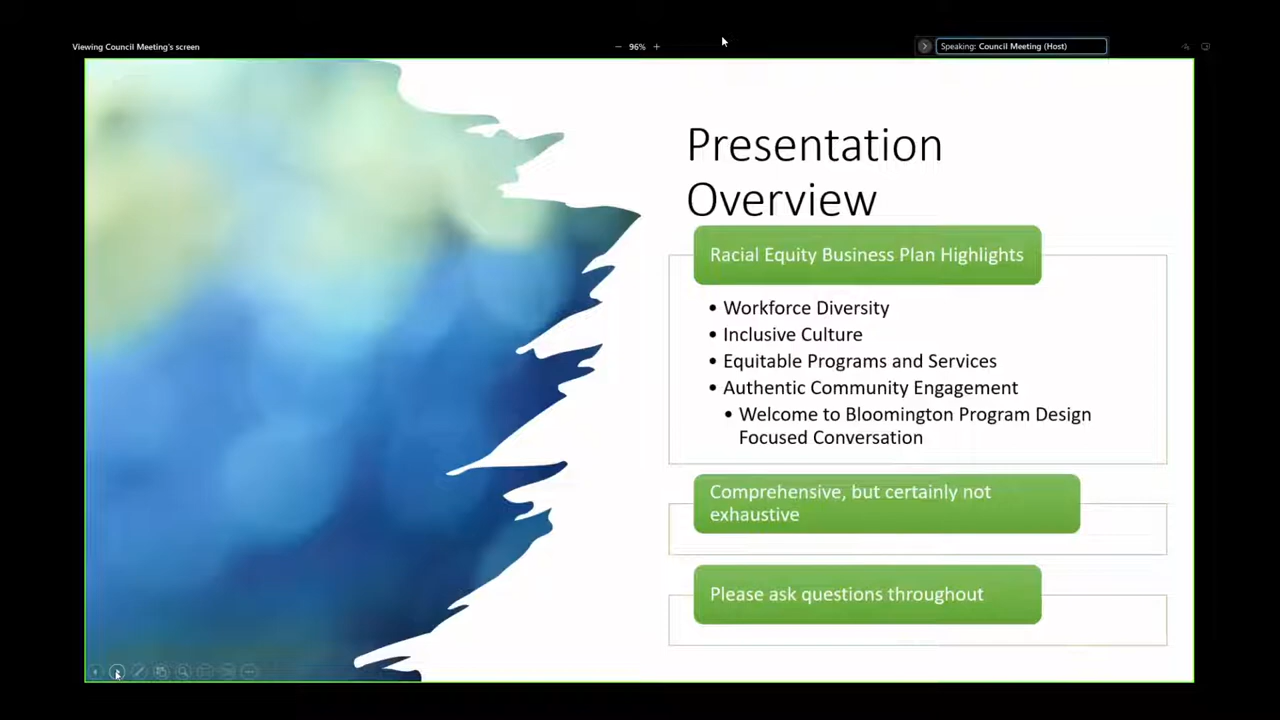 Viewing Council Meeting's screen
96%
Speaking: Council Meeting (Host)
Presentation
Overview
Racial Equity Business Plan Highlights
• Workforce Diversity
• Inclusive Culture
• Equitable Programs and Services
• Authentic Community Engagement
• Welcome to Bloomington Program Design
Focused Conversation
Comprehensive, but certainly not
exhaustive
Please ask questions throughout